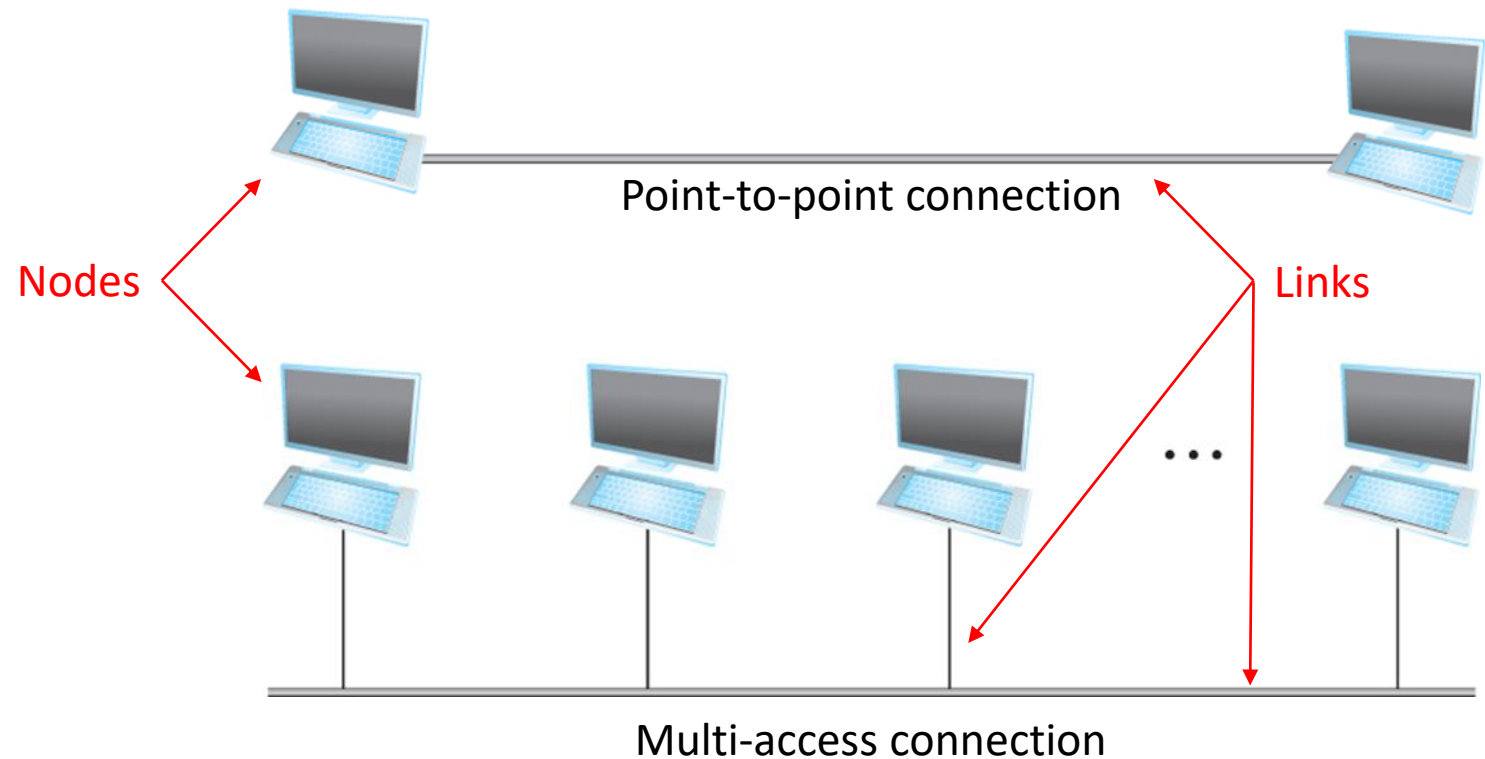 Point-to-point connection
Nodes
Links
...
Multi-access connection